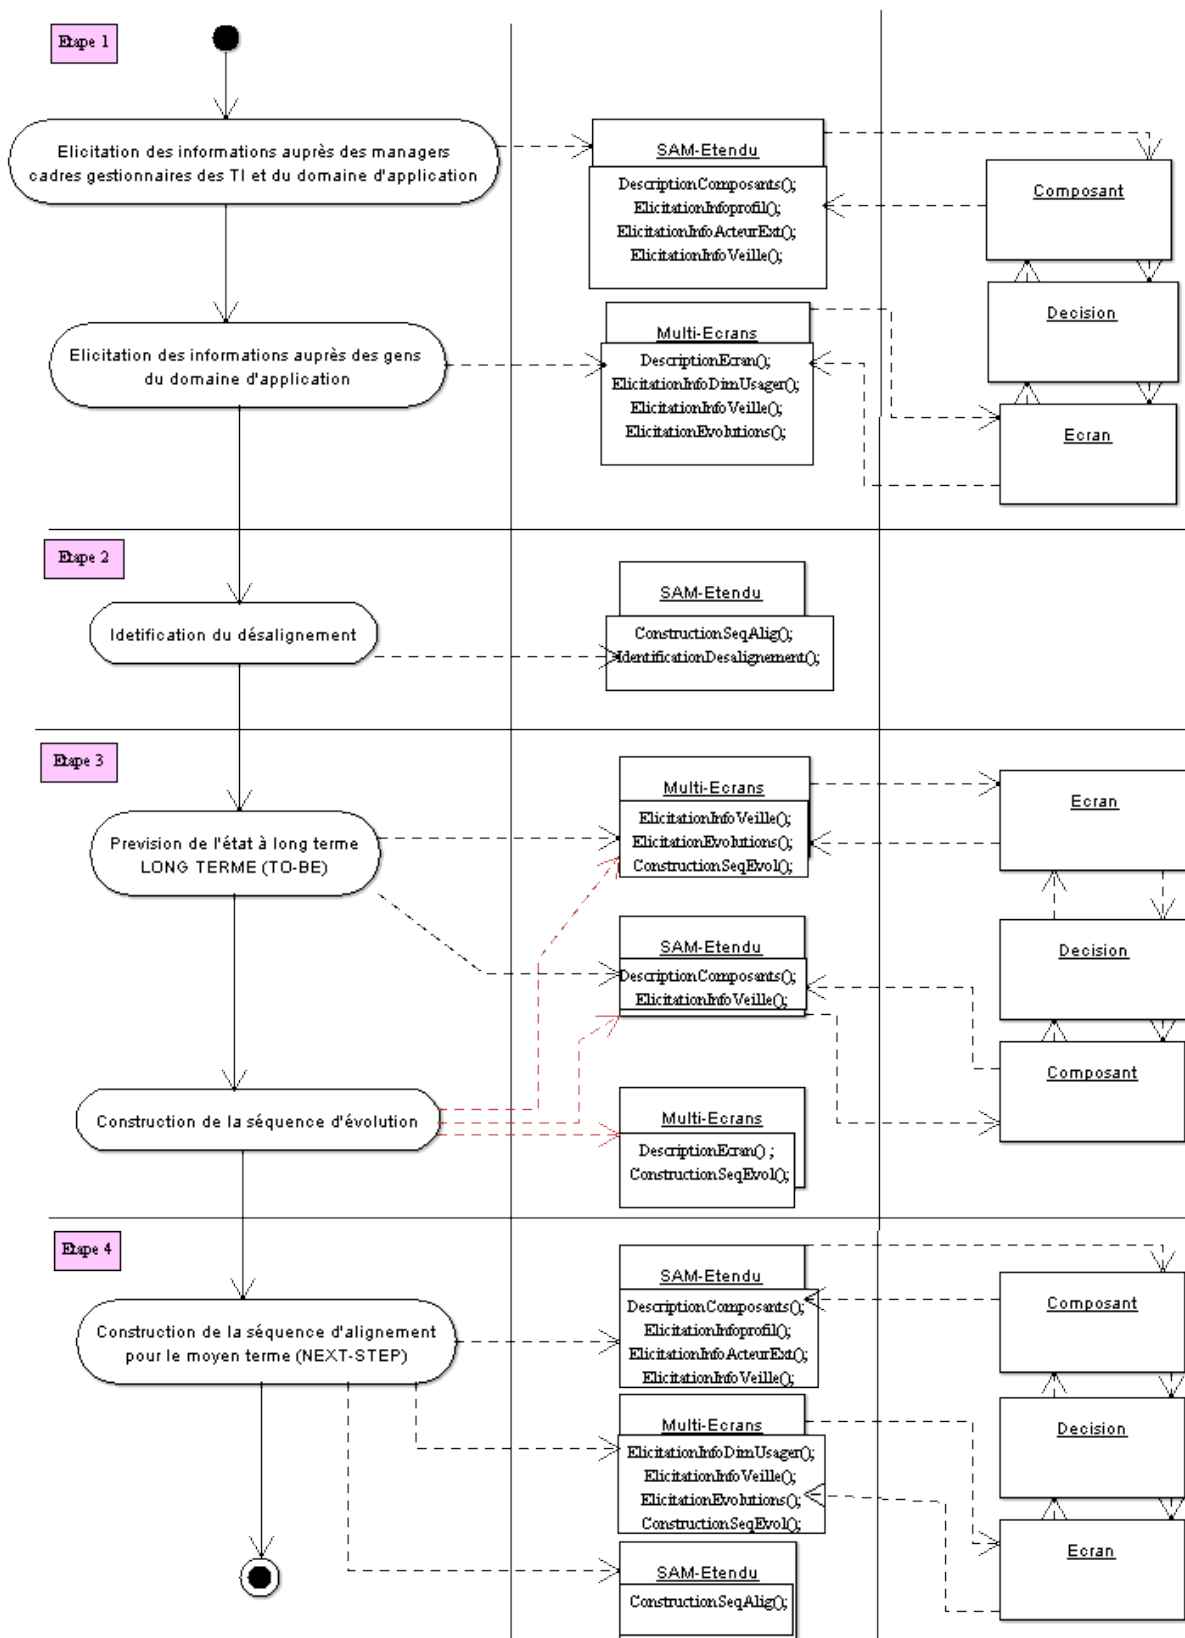 Etape 1
Elicitation des informations auprès des managers
cadres gestionnaires des TI et du domaine d'application
SAM-Etendu
DescriptionComposants();
ElicitationInfoprofil();
ElicitationInfoActeurExt();
ElicitationInfoVeille();
Composant
Elicitation des informations auprès des gens
du domaine d'application
Multi-Ecrans
DescriptionEcran();
ElicitationInfoDimUsager();
ElicitationInfoVeille();
ElicitationEvolutions();
Decision
Ecran
Etape 2
Idetification du désalignement
SAM-Etendu
ConstructionSeqAlig();
IdentificationDesalignement();
Etape 3
Prevision de l'état à long terme
LONG TERME (TO-BE)
Multi-Ecrans
ElicitationInfoVeille();
ElicitationEvolutions();
ConstructionSeqEvol();
Ecran
SAM-Etendu
DescriptionComposants();
ElicitationInfoVeille();
Decision
Composant
Construction de la séquence d'évolution
Multi-Ecrans
DescriptionEcran() ;
ConstructionSeqEvol();
Etape 4
Construction de la séquence d'alignement
pour le moyen terme (NEXT-STEP)
SAM-Etendu
DescriptionComposants();
ElicitationInfoprofil();
ElicitationInfoActeurExt();
ElicitationInfoVeille();
Composant
Multi-Ecrans
ElicitationInfoDimUsager();
ElicitationInfoVeille();
ElicitationEvolutions();
ConstructionSeqEvol();
Decision
Ecran
SAM-Etendu
ConstructionSeqAlig();